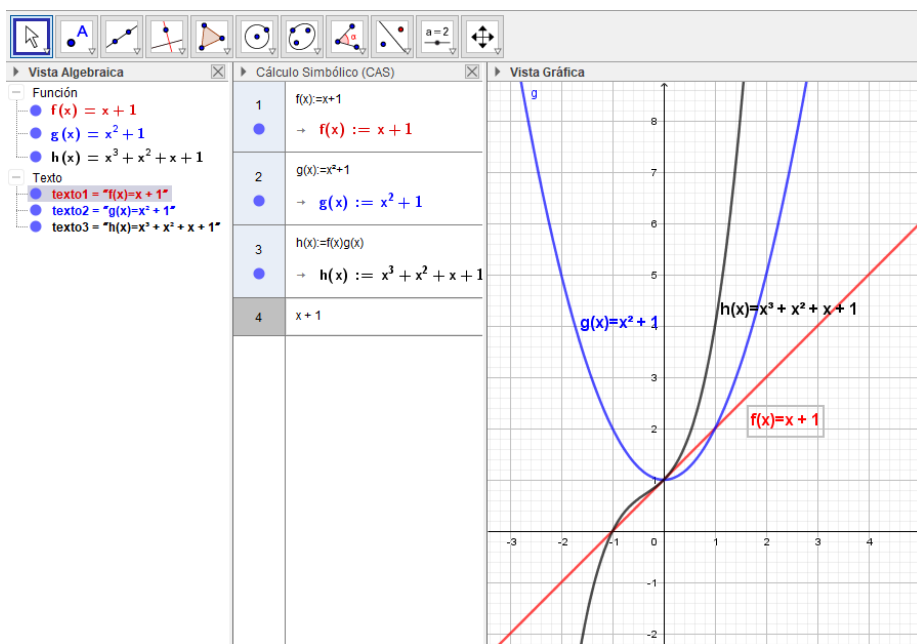 A
α
a=2
Vista Algebraica
Función
f(x) = x + 1
g(x) = x² + 1
h(x) = x³ + x² + x + 1
Texto
texto1 = "f(x)=x + 1"
texto2 = "g(x)=x² + 1"
texto3 = "h(x)=x³ + x² + x + 1"
Cálculo Simbólico (CAS)
1
f(x):=x+1
→ f(x) := x + 1
2
g(x):=x²+1
→ g(x) := x² + 1
3
h(x):=f(x)g(x)
→ h(x) := x³ + x² + x + 1
4
x + 1
Vista Gráfica
g
8
7
6
5
h(x)=x³ + x² + x + 1
g(x)=x² + 1
4
3
f(x)=x + 1
2
1
-3 -2 -1 0 1 2 3 4
-1
-2